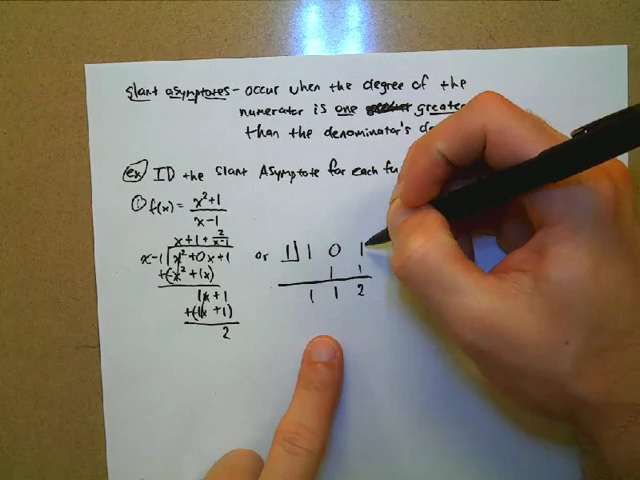 Slant asymptotes - occur when the degree of the
numerator is one greater
than the denominator's
ex ID the Slant Asymptote for each
① f(x) = x²+1 / x-1
x+1+ 2/x-1
x-1 x²+0x+1
+(-x²+1x)
1x+1
+(-1x+1)
2
or 1 1 0 1
1 1
1 1 2